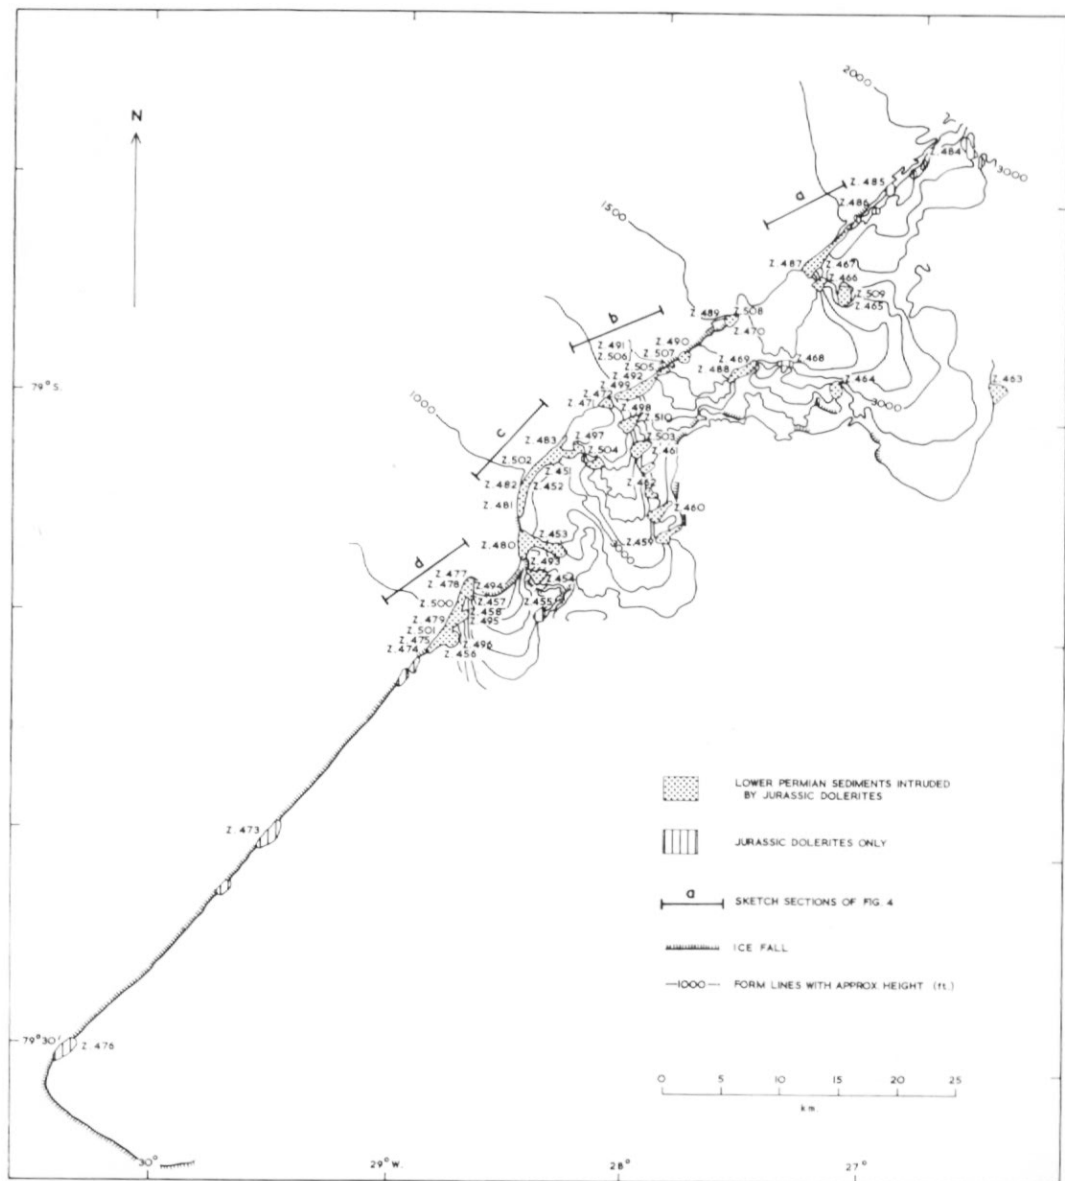 N
2000
Z.484
3000
Z.485
a
Z.486
1500
Z.487
Z.467
Z.466
Z.509
Z.465
b
Z.489
Z.508
Z.470
Z.491
Z.490
Z.506
Z.507
Z.505
Z.469
Z.468
Z.492
Z.488
79° S.
Z.499
Z.464
Z.463
1000
Z.472
Z.471
3000
Z.498
Z.510
c
Z.483
Z.497
Z.503
Z.504
Z.461
Z.502
Z.451
Z.482
Z.452
Z.462
Z.481
Z.460
Z.453
Z.480
Z.459
d
Z.493
Z.477
Z.478
Z.494
Z.454
Z.500
Z.457
Z.455
Z.458
Z.479
Z.495
Z.501
Z.475
Z.496
Z.474
Z.456
LOWER PERMIAN SEDIMENTS INTRUDED
BY JURASSIC DOLERITES
Z.473
JURASSIC DOLERITES ONLY
a
SKETCH SECTIONS OF FIG. 4
ICE FALL
1000
FORM LINES WITH APPROX HEIGHT (ft.)
79° 30'
Z.476
0 5 10 15 20 25
km.
30° 29° W. 28° 27°